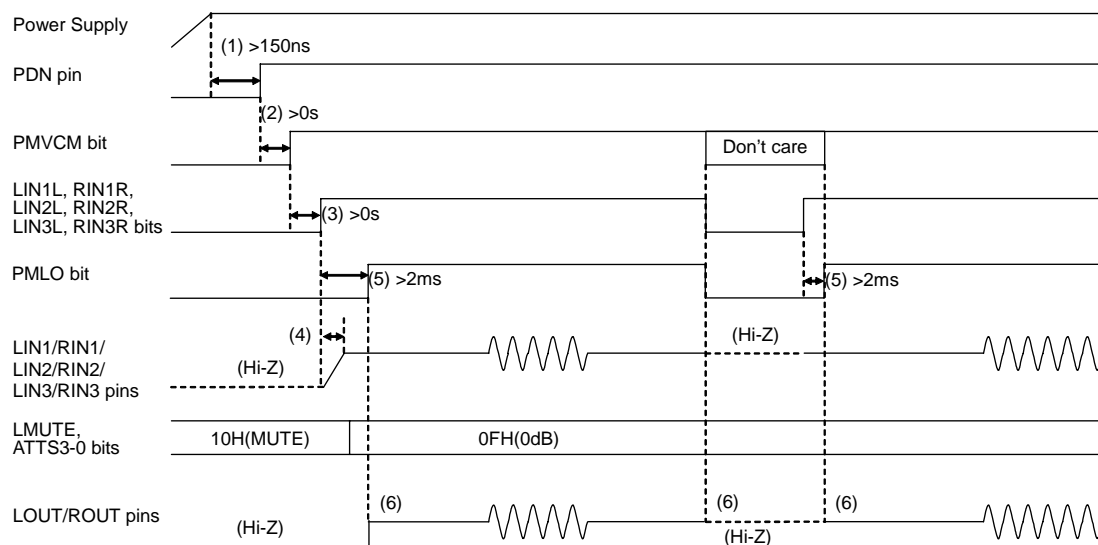 Power Supply
(1) >150ns
PDN pin
(2) >0s
PMVCM bit
Don't care
LIN1L, RIN1R,
LIN2L, RIN2R,
LIN3L, RIN3R bits
(3) >0s
PMLO bit
(5) >2ms
(5) >2ms
(4)
LIN1/RIN1/
LIN2/RIN2/
LIN3/RIN3 pins
(Hi-Z)
(Hi-Z)
LMUTE,
ATTS3-0 bits
10H(MUTE)
0FH(0dB)
LOUT/ROUT pins
(Hi-Z)
(6)
(6)
(6)
(Hi-Z)